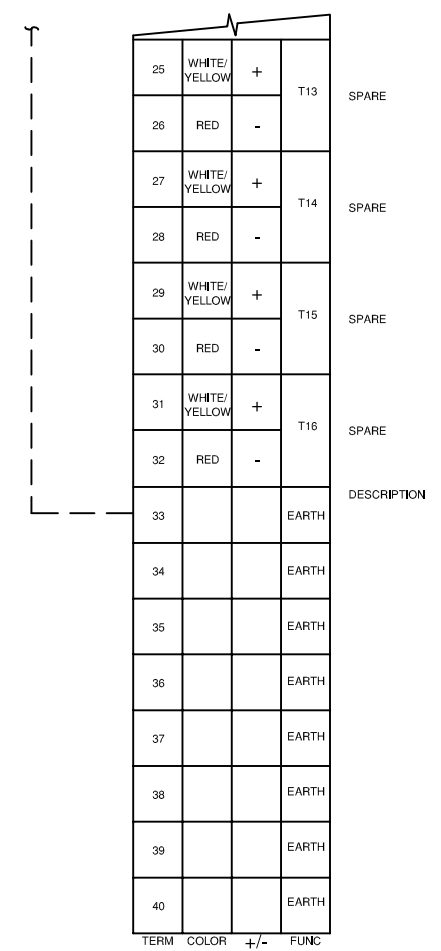 25 WHITE/ YELLOW + T13 SPARE
26 RED -
27 WHITE/ YELLOW + T14 SPARE
28 RED -
29 WHITE/ YELLOW + T15 SPARE
30 RED -
31 WHITE/ YELLOW + T16 SPARE
32 RED -
DESCRIPTION
33 EARTH
34 EARTH
35 EARTH
36 EARTH
37 EARTH
38 EARTH
39 EARTH
40 EARTH
TERM COLOR +/- FUNC